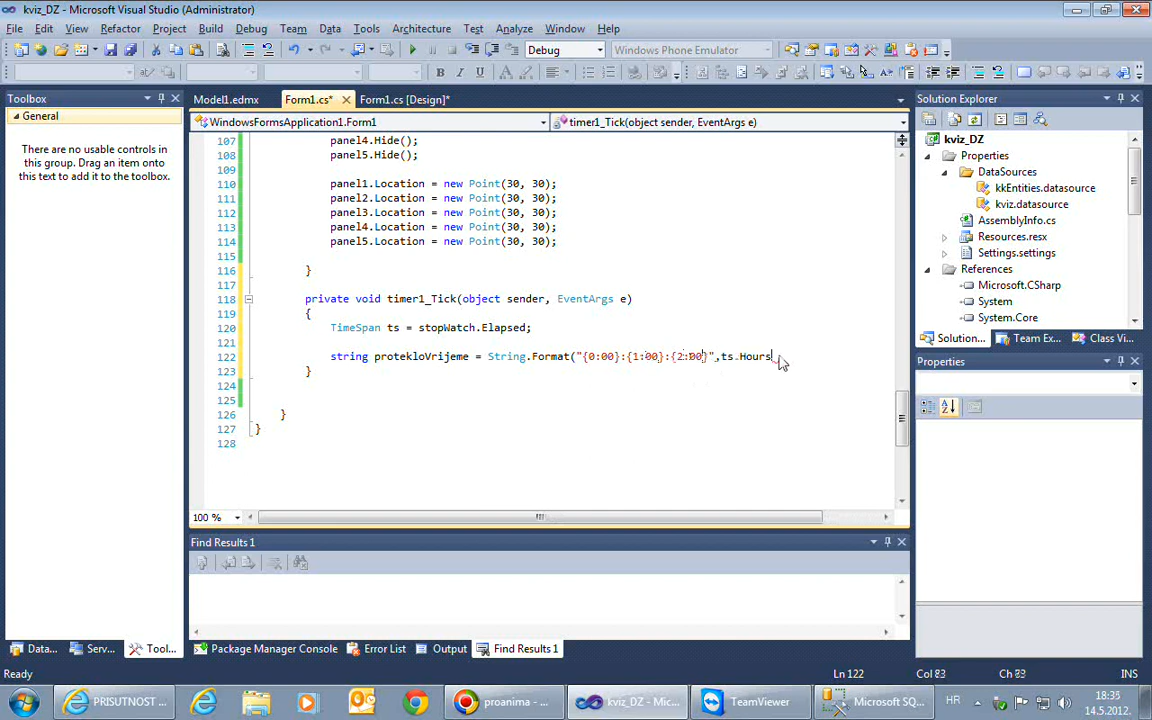 kviz_DZ - Microsoft Visual Studio (Administrator)
File Edit View Refactor Project Build Debug Team Data Tools Architecture Test Analyze Window Help
Debug Windows Phone Emulator
Toolbox
General
There are no usable controls in
this group. Drag an item onto
this text to add it to the toolbox.
Model1.edmx Form1.cs* Form1.cs [Design]*
WindowsFormsApplication1.Form1 timer1_Tick(object sender, EventArgs e)
107 panel4.Hide();
108 panel5.Hide();
109
110 panel1.Location = new Point(30, 30);
111 panel2.Location = new Point(30, 30);
112 panel3.Location = new Point(30, 30);
113 panel4.Location = new Point(30, 30);
114 panel5.Location = new Point(30, 30);
115
116 }
117
118 private void timer1_Tick(object sender, EventArgs e)
119 {
120 TimeSpan ts = stopWatch.Elapsed;
121
122 string protekloVrijeme = String.Format("{0:00}:{1:00}:{2:00}",ts.Hours
123 }
124
125
126 }
127 }
128
100 %
Find Results 1
Solution Explorer
kviz_DZ
Properties
DataSources
kkEntities.datasource
kviz.datasource
AssemblyInfo.cs
Resources.resx
Settings.settings
References
Microsoft.CSharp
System
System.Core
Solution... Team Ex... Class Vi...
Properties
Data... Serv... Tool... Package Manager Console Error List Output Find Results 1
Ready Ln 122 Col 83 Ch 83 INS
PRISUTNOST ... proanima - ... kviz_DZ - Mic... TeamViewer Microsoft SQ... HR 18:35
14.5.2012.